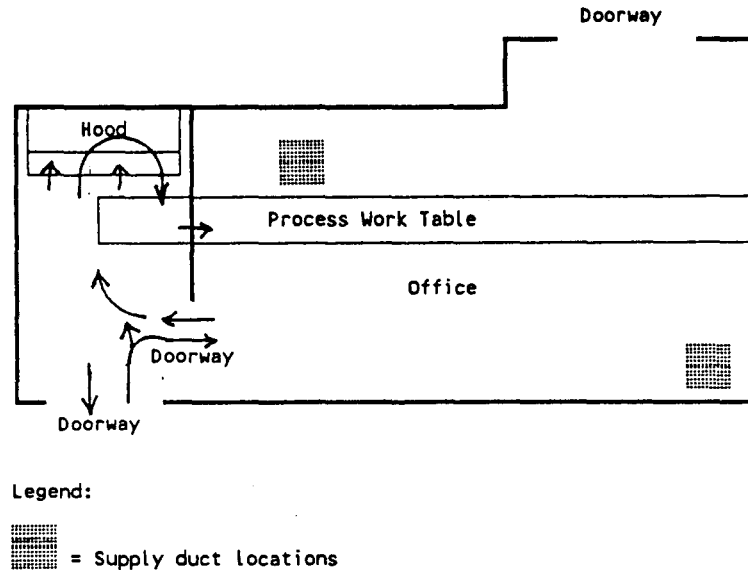 Doorway
Hood
Process Work Table
Office
Doorway
Doorway
Legend:
= Supply duct locations